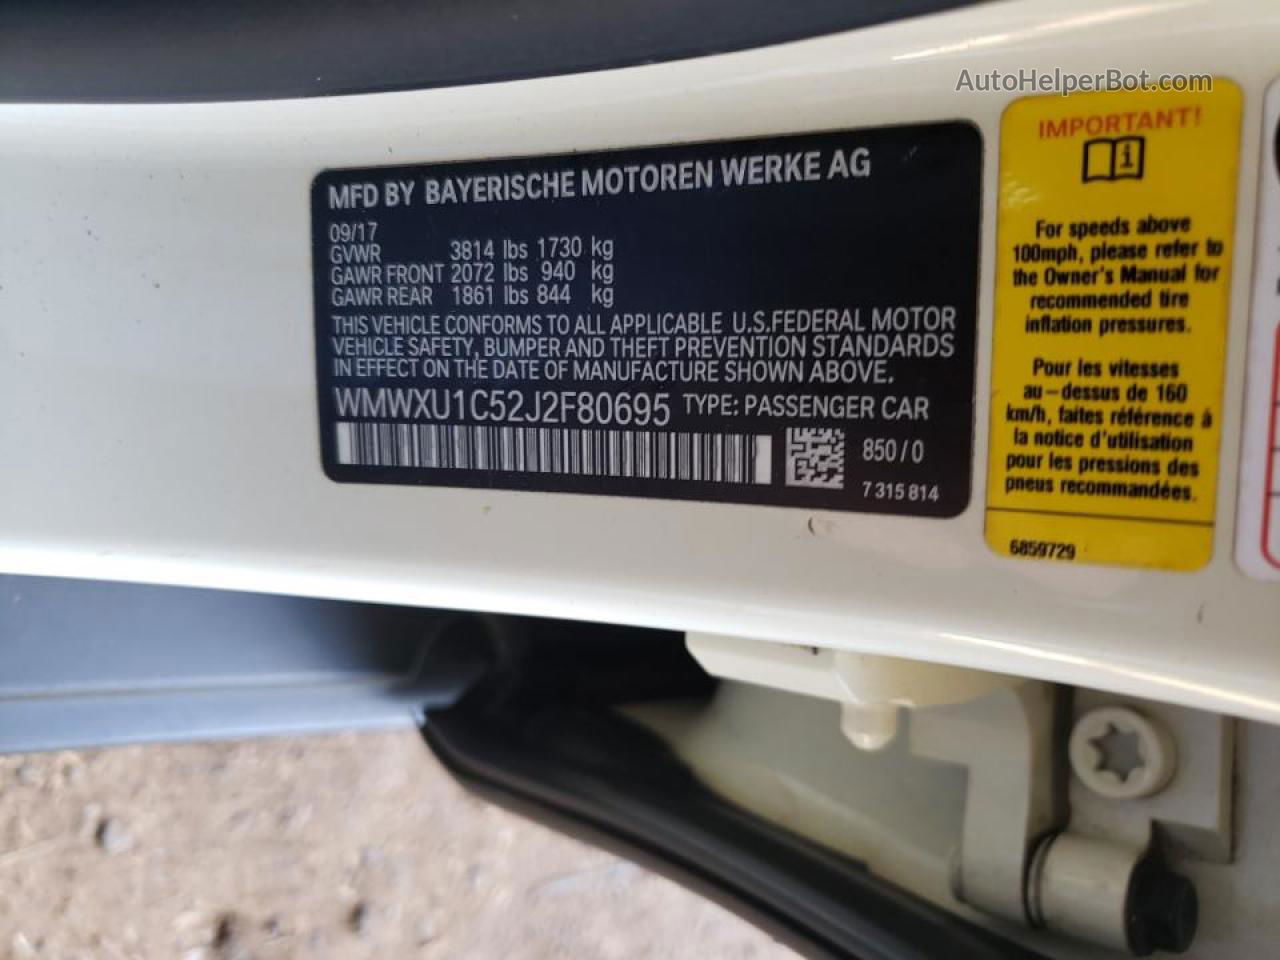 AutoHelperBot.com
MFD BY BAYERISCHE MOTOREN WERKE AG
09/17
GVWR 3814 lbs 1730 kg
GAWR FRONT 2072 lbs 940 kg
GAWR REAR 1861 lbs 844 kg
THIS VEHICLE CONFORMS TO ALL APPLICABLE U.S.FEDERAL MOTOR
VEHICLE SAFETY, BUMPER AND THEFT PREVENTION STANDARDS
IN EFFECT ON THE DATE OF MANUFACTURE SHOWN ABOVE.
WMWXU1C52J2F80695 TYPE: PASSENGER CAR
850/0
7 315 814
IMPORTANT!
i
For speeds above
100mph, please refer to
the Owner's Manual for
recommended tire
inflation pressures.
Pour les vitesses
au-dessus de 160
km/h, faites référence à
la notice d'utilisation
pour les pressions des
pneus recommandées.
6859729